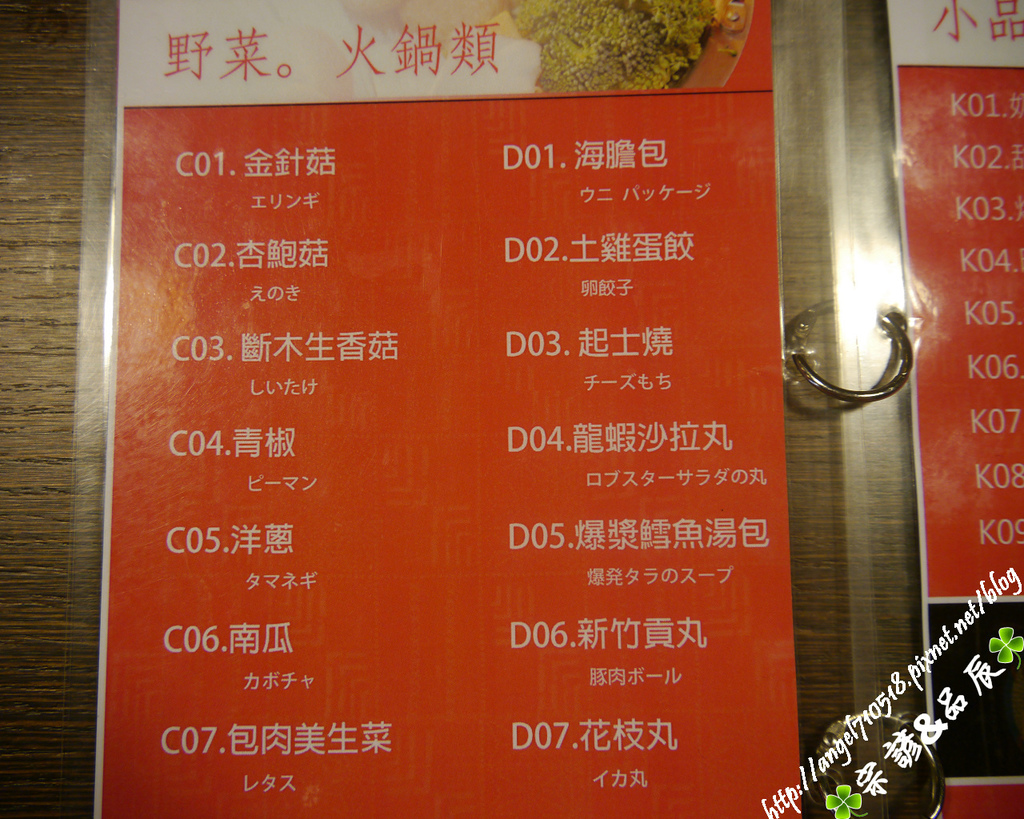 野菜。火鍋類
C01. 金針菇
エリンギ
C02.杏鮑菇
えのき
C03. 斷木生香菇
しいたけ
C04.青椒
ピーマン
C05.洋蔥
タマネギ
C06.南瓜
カボチャ
C07.包肉美生菜
レタス
D01. 海膽包
ウニ パッケージ
D02.土雞蛋餃
卵餃子
D03. 起士燒
チーズもち
D04.龍蝦沙拉丸
ロブスターサラダの丸
D05.爆漿鱈魚湯包
爆発タラのスープ
D06.新竹貢丸
豚肉ボール
D07.花枝丸
イカ丸
小品
K01.
K02.甜
K03.
K04.
K05.
K06.
K07
K08
K09
http://angel710518.pixnet.net/blog
宗諺&品辰